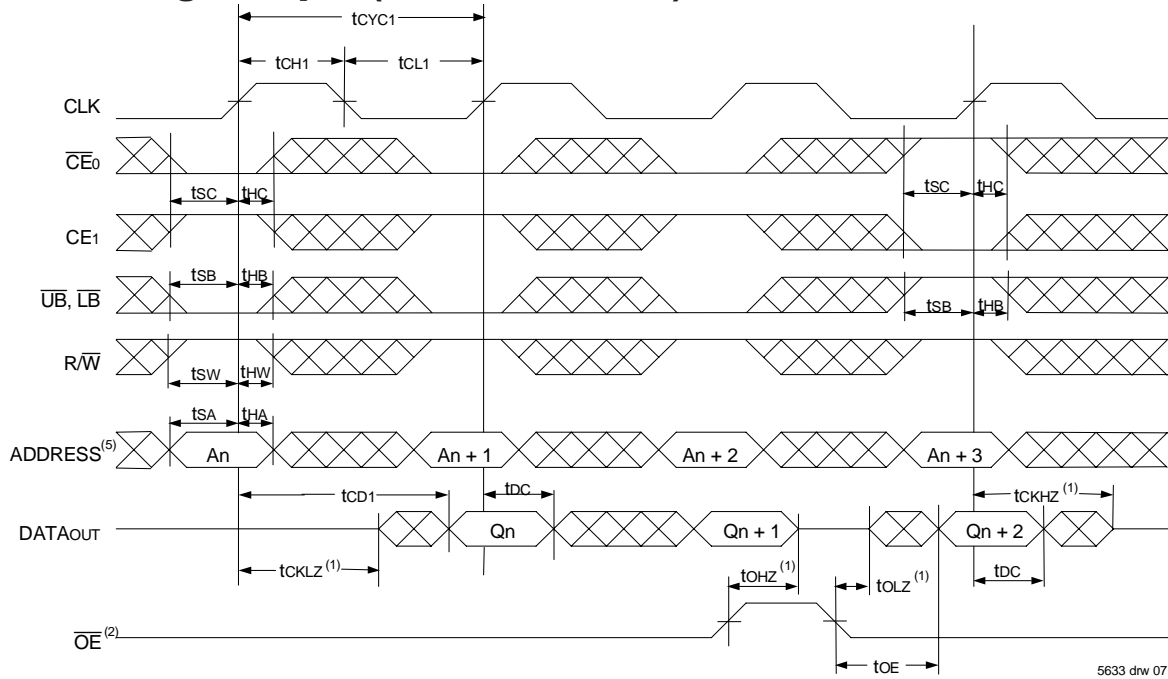 tCYC1
tCH1 tCL1
CLK
CE0
tSC tHC tSC tHC
CE1
tSB tHB
UB, LB
tSB tHB
R/W
tSW tHW
tSA tHA
ADDRESS(5) An An + 1 An + 2 An + 3
tCD1 tDC tCKHZ (1)
DATAOUT Qn Qn + 1 Qn + 2
tCKLZ (1) tOHZ (1) tOLZ (1) tDC
OE (2)
tOE
5633 drw 07